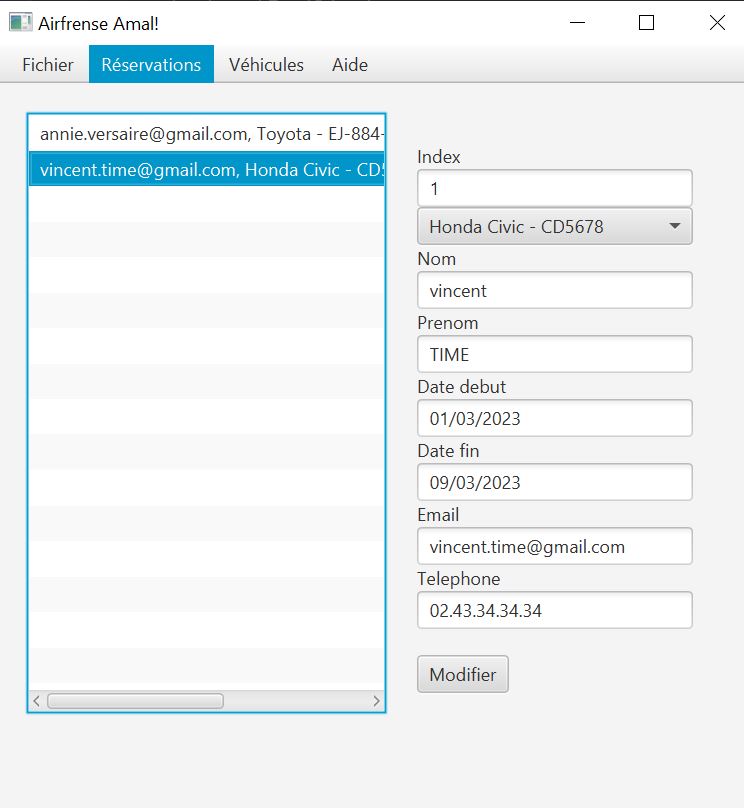 Airfrense Amal!
Fichier Réservations Véhicules Aide
annie.versaire@gmail.com, Toyota - EJ-884-
vincent.time@gmail.com, Honda Civic - CD5
Index
1
Honda Civic - CD5678
Nom
vincent
Prenom
TIME
Date debut
01/03/2023
Date fin
09/03/2023
Email
vincent.time@gmail.com
Telephone
02.43.34.34.34
Modifier